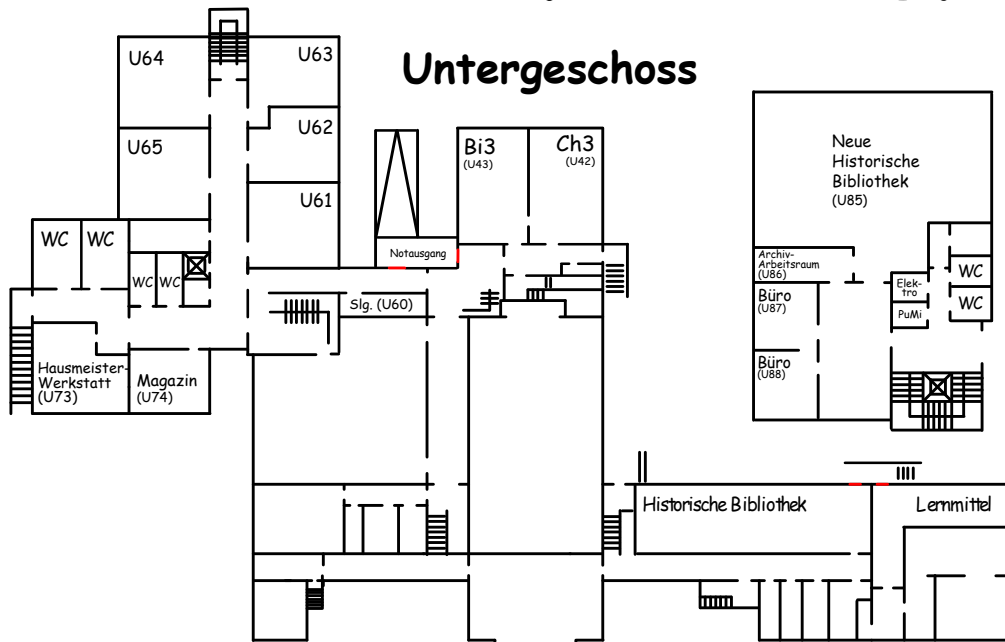 Untergeschoss
U64
U63
U65
U62
U61
WC
WC
WC
WC
Hausmeister-
Werkstatt
(U73)
Magazin
(U74)
Slg. (U60)
Notausgang
Bi3
(U43)
Ch3
(U42)
Neue
Historische
Bibliothek
(U85)
Archiv-
Arbeitsraum
(U86)
Büro
(U87)
Büro
(U88)
Elek-
tro
PuMi
WC
WC
Historische Bibliothek
Lernmittel